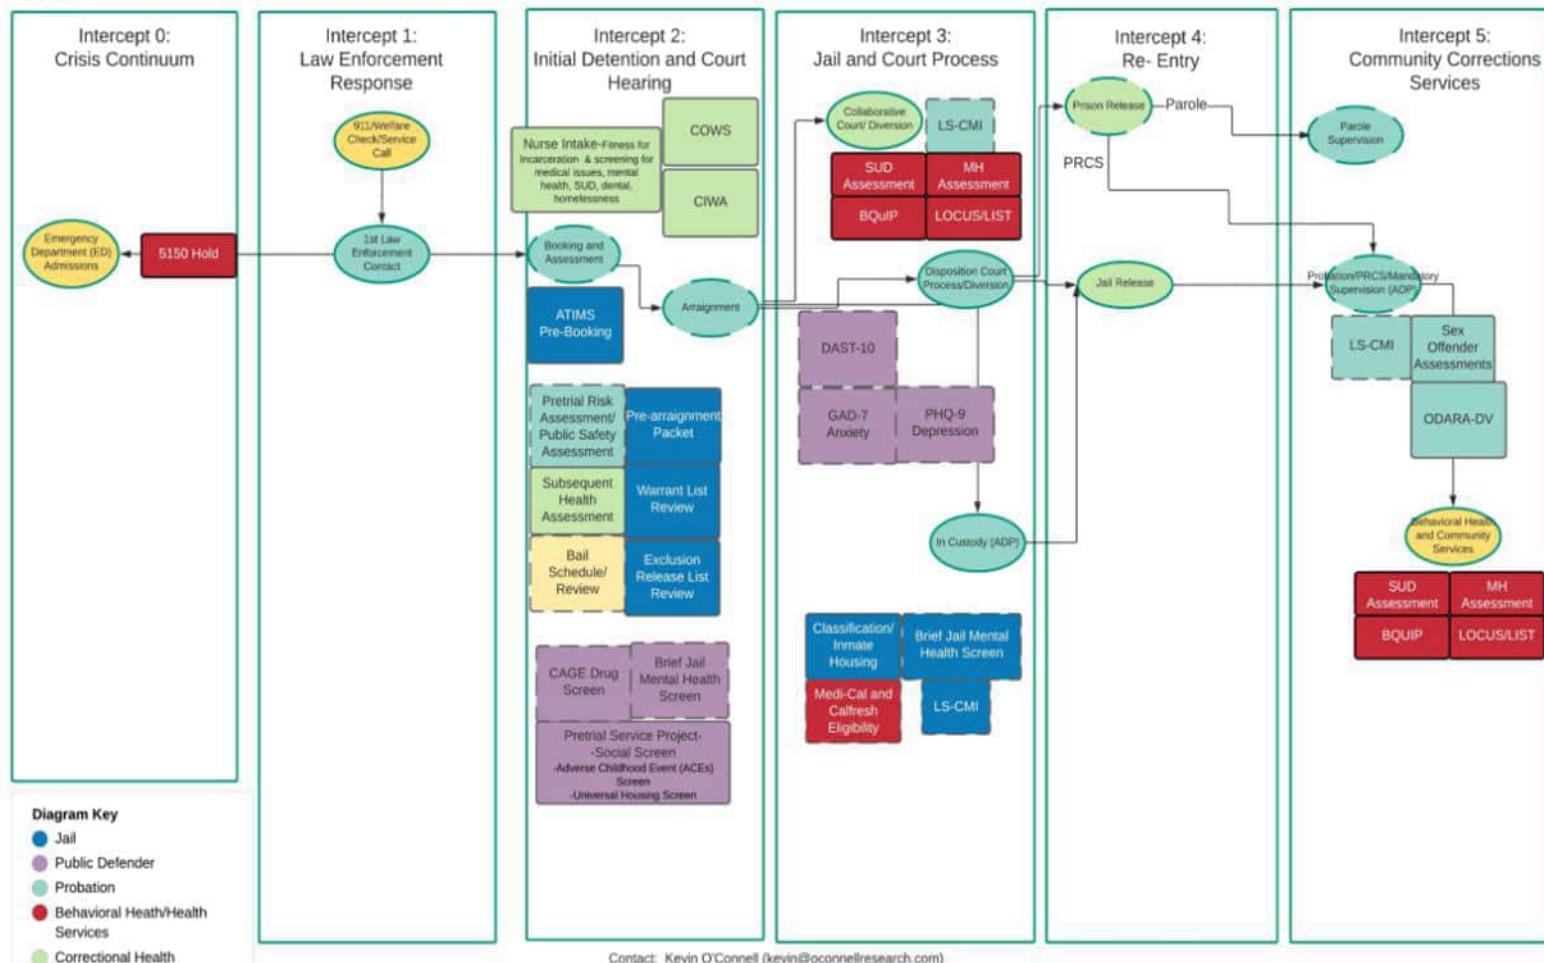 Intercept 0:
Crisis Continuum
Intercept 1:
Law Enforcement
Response
Intercept 2:
Initial Detention and Court
Hearing
Intercept 3:
Jail and Court Process
Intercept 4:
Re- Entry
Intercept 5:
Community Corrections
Services
Emergency
Department (ED)
Admissions
5150 Hold
911/Welfare
Check/Service
Call
1st Law
Enforcement
Contact
Nurse Intake-Fitness for
Incarceration & screening for
medical issues, mental
health, SUD, dental,
homelessness
COWS
CIWA
Booking and
Assessment
ATIMS
Pre-Booking
Arraignment
Pretrial Risk
Assessment/
Public Safety
Assessment
Pre-arraignment
Packet
Subsequent
Health
Assessment
Warrant List
Review
Bail
Schedule/
Review
Exclusion
Release List
Review
CAGE Drug
Screen
Brief Jail
Mental Health
Screen
Pretrial Service Project-
-Social Screen
-Adverse Childhood Event (ACEs)
Screen
-Universal Housing Screen
Collaborative
Court/ Diversion
LS-CMI
SUD
Assessment
MH
Assessment
BQuIP
LOCUS/LIST
Disposition Court
Process/Diversion
DAST-10
GAD-7
Anxiety
PHQ-9
Depression
In Custody (ADP)
Classification/
Inmate
Housing
Brief Jail Mental
Health Screen
Medi-Cal and
Calfresh
Eligibility
LS-CMI
Prison Release
Parole
PRCS
Jail Release
Parole
Supervision
Probation/PRCS/Mandatory
Supervision (ADP)
LS-CMI
Sex
Offender
Assessments
ODARA-DV
Behavioral Health
and Community
Services
SUD
Assessment
MH
Assessment
BQUIP
LOCUS/LIST
Diagram Key
Jail
Public Defender
Probation
Behavioral Heath/Health
Services
Correctional Health
Contact: Kevin O'Connell (kevin@oconnellresearch.com)